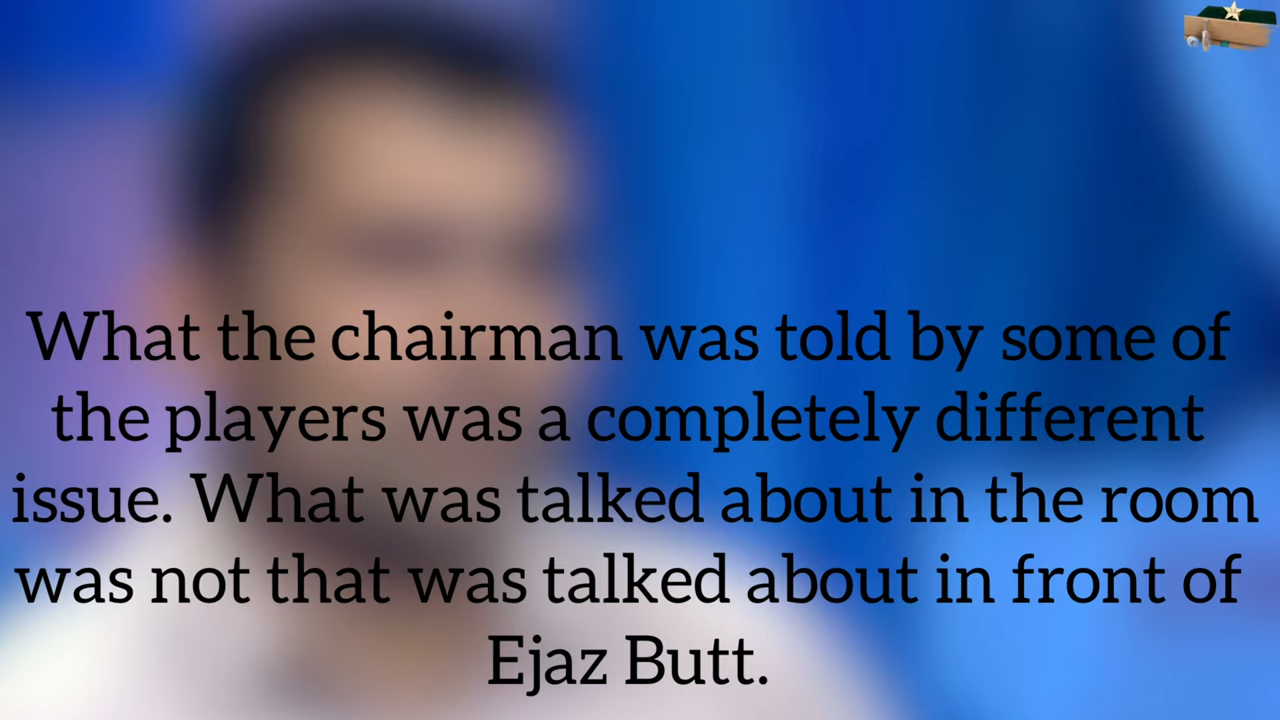 What the chairman was told by some of
the players was a completely different
issue. What was talked about in the room
was not that was talked about in front of
Ejaz Butt.